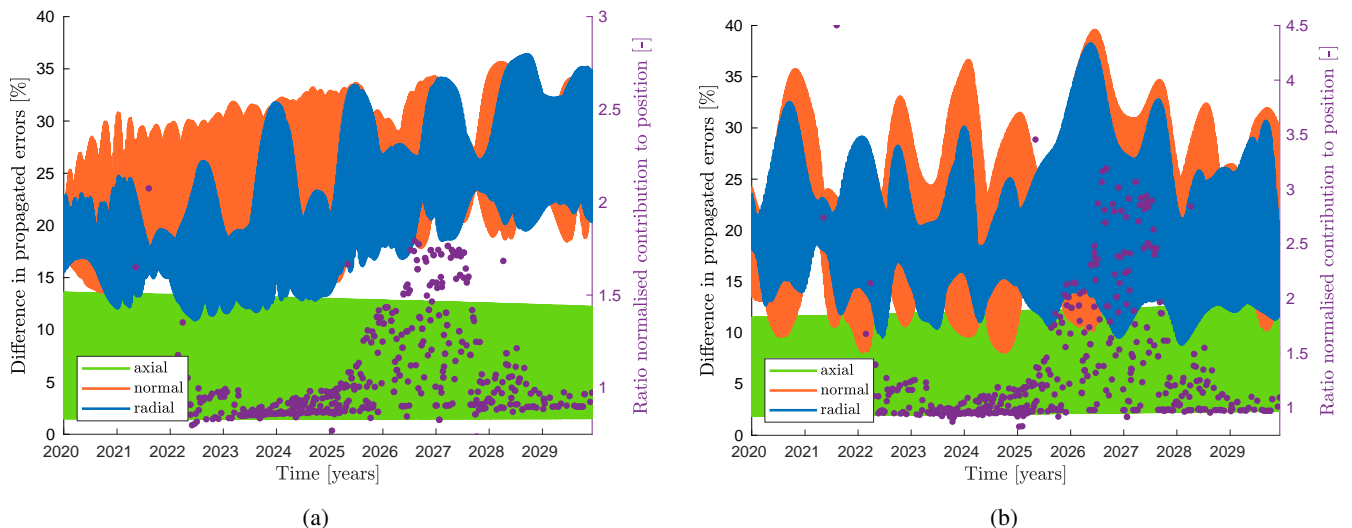 40
35
30
25
20
15
10
5
0
Difference in propagated errors [%]
3
2.5
2
1.5
1
Ratio normalised contribution to position [-]
axial
normal
radial
2020 2021 2022 2023 2024 2025 2026 2027 2028 2029
Time [years]
(a)
40
35
30
25
20
15
10
5
0
Difference in propagated errors [%]
4.5
4
3.5
3
2.5
2
1.5
1
Ratio normalised contribution to position [-]
axial
normal
radial
2020 2021 2022 2023 2024 2025 2026 2027 2028 2029
Time [years]
(b)